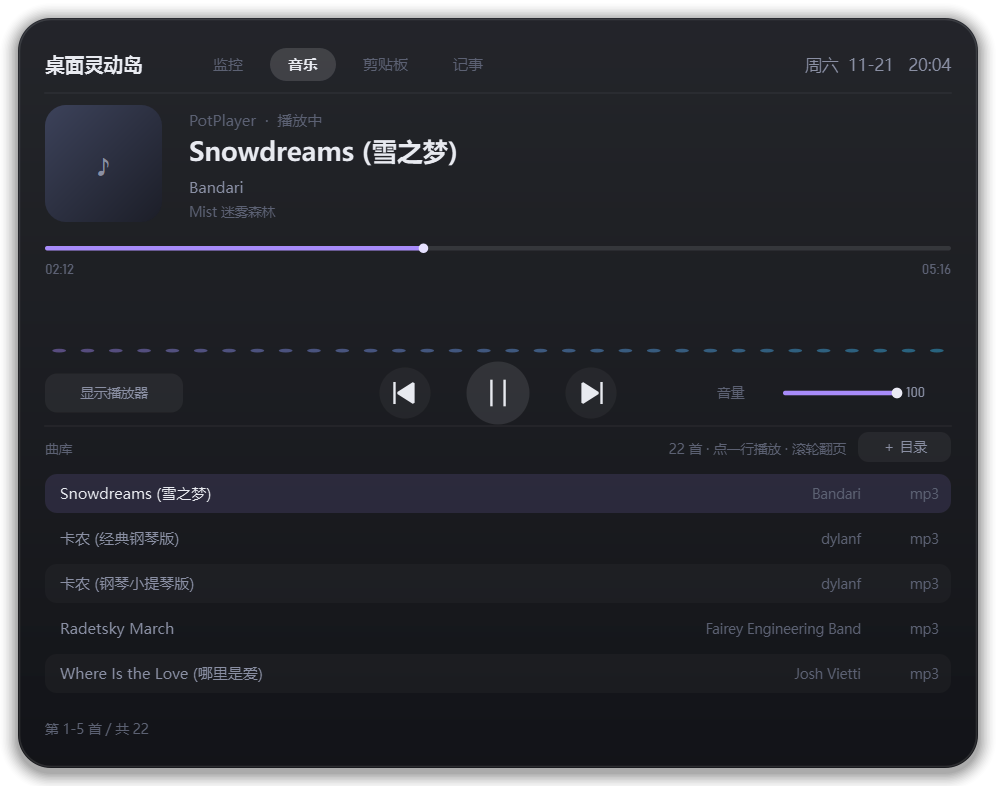 桌面灵动岛 监控 音乐 剪贴板 记事 周六 11-21 20:04
PotPlayer · 播放中
Snowdreams (雪之梦)
Bandari
Mist 迷雾森林
02:12 05:16
显示播放器 音量 100
曲库 22 首 · 点一行播放 · 滚轮翻页 + 目录
Snowdreams (雪之梦) Bandari mp3
卡农 (经典钢琴版) dylanf mp3
卡农 (钢琴小提琴版) dylanf mp3
Radetsky March Fairey Engineering Band mp3
Where Is the Love (哪里是爱) Josh Vietti mp3
第 1-5 首 / 共 22